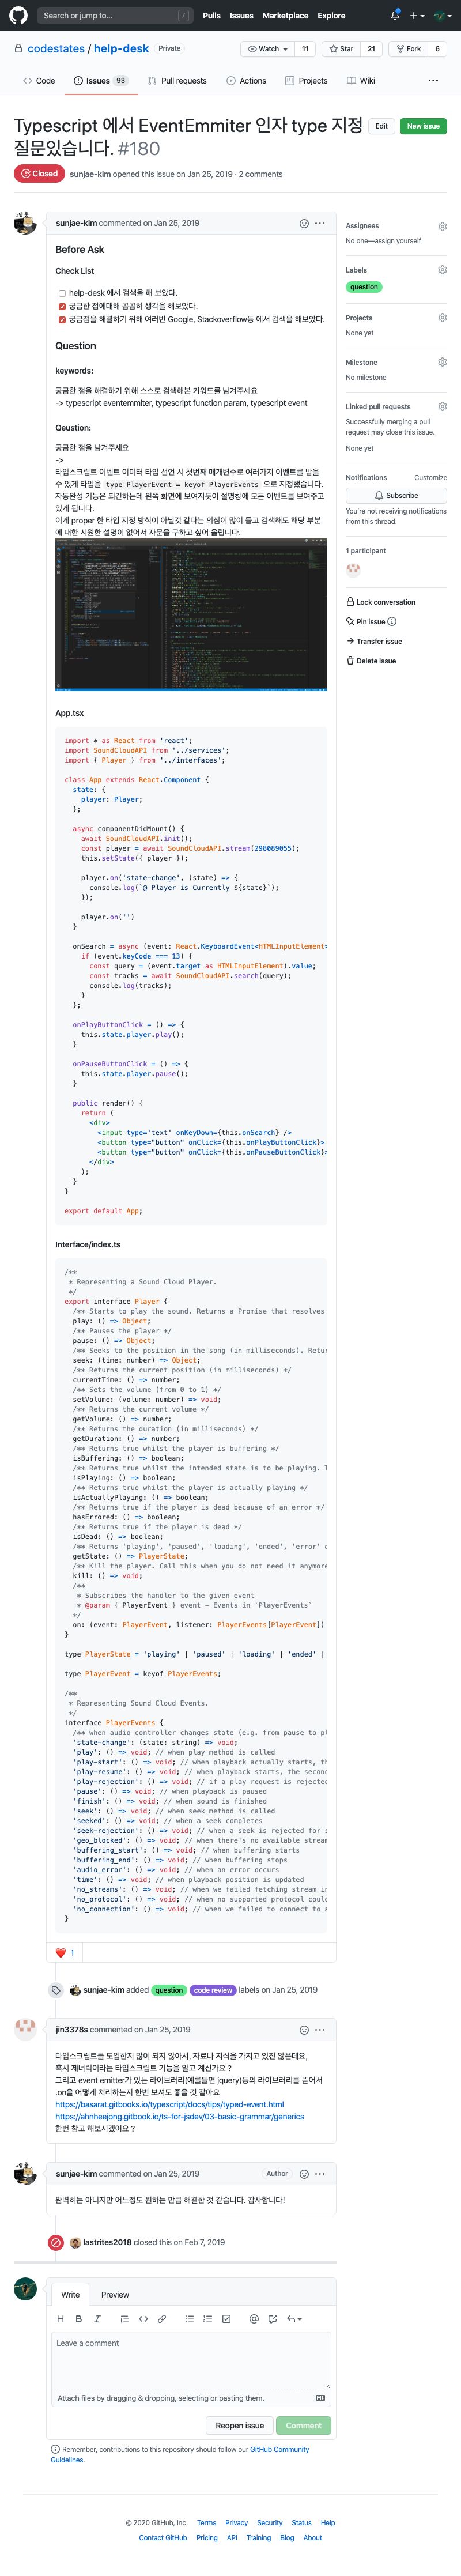 Search or jump to...
/
Pulls Issues Marketplace Explore
codestates / help-desk Private
Watch 11 Star 21 Fork 6
Code Issues 93 Pull requests Actions Projects Wiki
Typescript 에서 EventEmmiter 인자 type 지정
질문있습니다. #180
Edit New issue
Closed sunjae-kim opened this issue on Jan 25, 2019 · 2 comments
sunjae-kim commented on Jan 25, 2019
Before Ask
Check List
help-desk 에서 검색을 해 보았다.
궁금한 점에대해 곰곰히 생각을 해보았다.
궁금점을 해결하기 위해 여러번 Google, Stackoverflow등 에서 검색을 해보았다.
Question
keywords:
궁금한 점을 해결하기 위해 스스로 검색해본 키워드를 남겨주세요
-> typescript eventemmiter, typescript function param, typescript event
Qeustion:
궁금한 점을 남겨주세요
->
타입스크립트 이벤트 이미터 타입 선언 시 첫번째 매개변수로 여러가지 이벤트를 받을
수 있게 타입을 type PlayerEvent = keyof PlayerEvents 으로 지정했습니다.
자동완성 기능은 되긴하는데 왼쪽 화면에 보여지듯이 설명창에 모든 이벤트를 보여주고
있게 됩니다.
이게 proper 한 타입 지정 방식이 아닐것 같다는 의심이 많이 들고 검색해도 해당 부분
에 대한 시원한 설명이 없어서 자문을 구하고 싶어 올립니다.
App.tsx
import * as React from 'react';
import SoundCloudAPI from '../services';
import { Player } from '../interfaces';
class App extends React.Component {
state: {
player: Player;
};
async componentDidMount() {
await SoundCloudAPI.init();
const player = await SoundCloudAPI.stream(298089055);
this.setState({ player });
player.on('state-change', (state) => {
console.log(`@ Player is Currently ${state}`);
});
player.on('')
}
onSearch = async (event: React.KeyboardEvent<HTMLInputElement>
if (event.keyCode === 13) {
const query = (event.target as HTMLInputElement).value;
const tracks = await SoundCloudAPI.search(query);
console.log(tracks);
}
};
onPlayButtonClick = () => {
this.state.player.play();
}
onPauseButtonClick = () => {
this.state.player.pause();
}
public render() {
return (
<div>
<input type='text' onKeyDown={this.onSearch} />
<button type="button" onClick={this.onPlayButtonClick}>
<button type="button" onClick={this.onPauseButtonClick}>
</div>
);
}
}
export default App;
Interface/index.ts
/**
* Representing a Sound Cloud Player.
*/
export interface Player {
/** Starts to play the sound. Returns a Promise that resolves
play: () => Object;
/** Pauses the player */
pause: () => Object;
/** Seeks to the position in the song (in milliseconds). Retur
seek: (time: number) => Object;
/** Returns the current position (in milliseconds) */
currentTime: () => number;
/** Sets the volume (from 0 to 1) */
setVolume: (volume: number) => void;
/** Returns the current volume */
getVolume: () => number;
/** Returns the duration (in milliseconds) */
getDuration: () => number;
/** Returns true whilst the player is buffering */
isBuffering: () => boolean;
/** Returns true whilst the intended state is to be playing. T
isPlaying: () => boolean;
/** Returns true whilst the player is actually playing */
isActuallyPlaying: () => boolean;
/** Returns true if the player is dead because of an error */
hasErrored: () => boolean;
/** Returns true if the player is dead */
isDead: () => boolean;
/** Returns 'playing', 'paused', 'loading', 'ended', 'error' o
getState: () => PlayerState;
/** Kill the player. Call this when you do not need it anymore
kill: () => void;
/**
* Subscribes the handler to the given event
* @param { PlayerEvent } event - Events in `PlayerEvents`
*/
on: (event: PlayerEvent, listener: PlayerEvents[PlayerEvent])
}
type PlayerState = 'playing' | 'paused' | 'loading' | 'ended' |
type PlayerEvent = keyof PlayerEvents;
/**
* Representing Sound Cloud Events.
*/
interface PlayerEvents {
/** when audio controller changes state (e.g. from pause to pl
'state-change': (state: string) => void;
'play': () => void; // when play method is called
'play-start': () => void; // when playback actually starts, th
'play-resume': () => void; // when playback starts, the second
'play-rejection': () => void; // if a play request is rejected
'pause': () => void; // when playback is paused
'finish': () => void; // when sound is finished
'seek': () => void; // when seek method is called
'seeked': () => void; // when a seek completes
'seek-rejection': () => void; // when a seek is rejected for s
'geo_blocked': () => void; // when there's no available stream
'buffering_start': () => void; // when buffering starts
'buffering_end': () => void; // when buffering stops
'audio_error': () => void; // when an error occurs
'time': () => void; // when playback position is updated
'no_streams': () => void; // when we failed fetching stream in
'no_protocol': () => void; // when no supported protocol could
'no_connection': () => void; // when we failed to connect to a
}
1
sunjae-kim added question code review labels on Jan 25, 2019
jin3378s commented on Jan 25, 2019
타입스크립트를 도입한지 많이 되지 않아서, 자료나 지식을 가지고 있진 않은데요,
혹시 제너릭이라는 타입스크립트 기능을 알고 계신가요 ?
그리고 event emitter가 있는 라이브러리(예를들면 jquery)등의 라이브러리를 뜯어서
.on을 어떻게 처리하는지 한번 보셔도 좋을 것 같아요
https://basarat.gitbooks.io/typescript/docs/tips/typed-event.html
https://ahnheejong.gitbook.io/ts-for-jsdev/03-basic-grammar/generics
한번 참고 해보시겠어요 ?
sunjae-kim commented on Jan 25, 2019 Author
완벽히는 아니지만 어느정도 원하는 만큼 해결한 것 같습니다. 감사합니다!
lastrites2018 closed this on Feb 7, 2019
Write Preview
Leave a comment
Attach files by dragging & dropping, selecting or pasting them.
Reopen issue Comment
Remember, contributions to this repository should follow our GitHub Community
Guidelines.
Assignees
No one—assign yourself
Labels
question
Projects
None yet
Milestone
No milestone
Linked pull requests
Successfully merging a pull
request may close this issue.
None yet
Notifications Customize
Subscribe
You're not receiving notifications
from this thread.
1 participant
Lock conversation
Pin issue
Transfer issue
Delete issue
© 2020 GitHub, Inc. Terms Privacy Security Status Help
Contact GitHub Pricing API Training Blog About